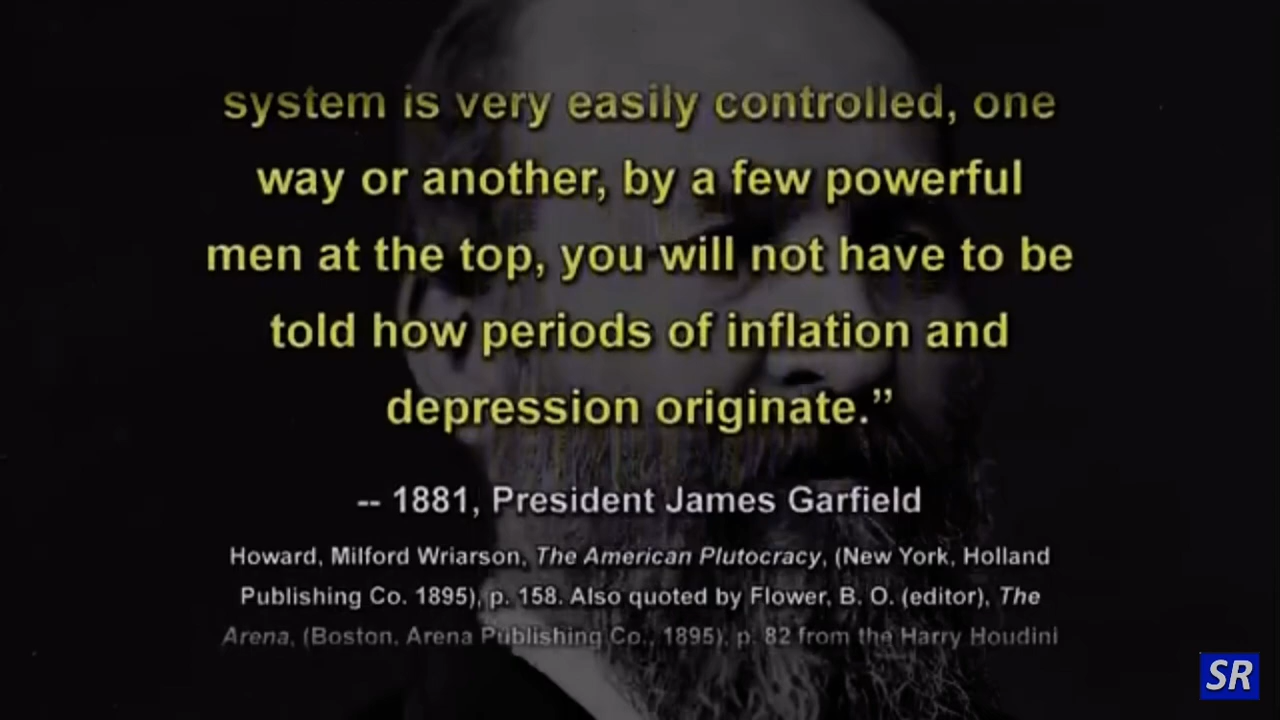 system is very easily controlled, one
way or another, by a few powerful
men at the top, you will not have to be
told how periods of inflation and
depression originate.”
-- 1881, President James Garfield
Howard, Milford Wriarson, The American Plutocracy, (New York, Holland
Publishing Co. 1895), p. 158. Also quoted by Flower, B. O. (editor), The
Arena, (Boston, Arena Publishing Co., 1895), p. 82 from the Harry Houdini
SR